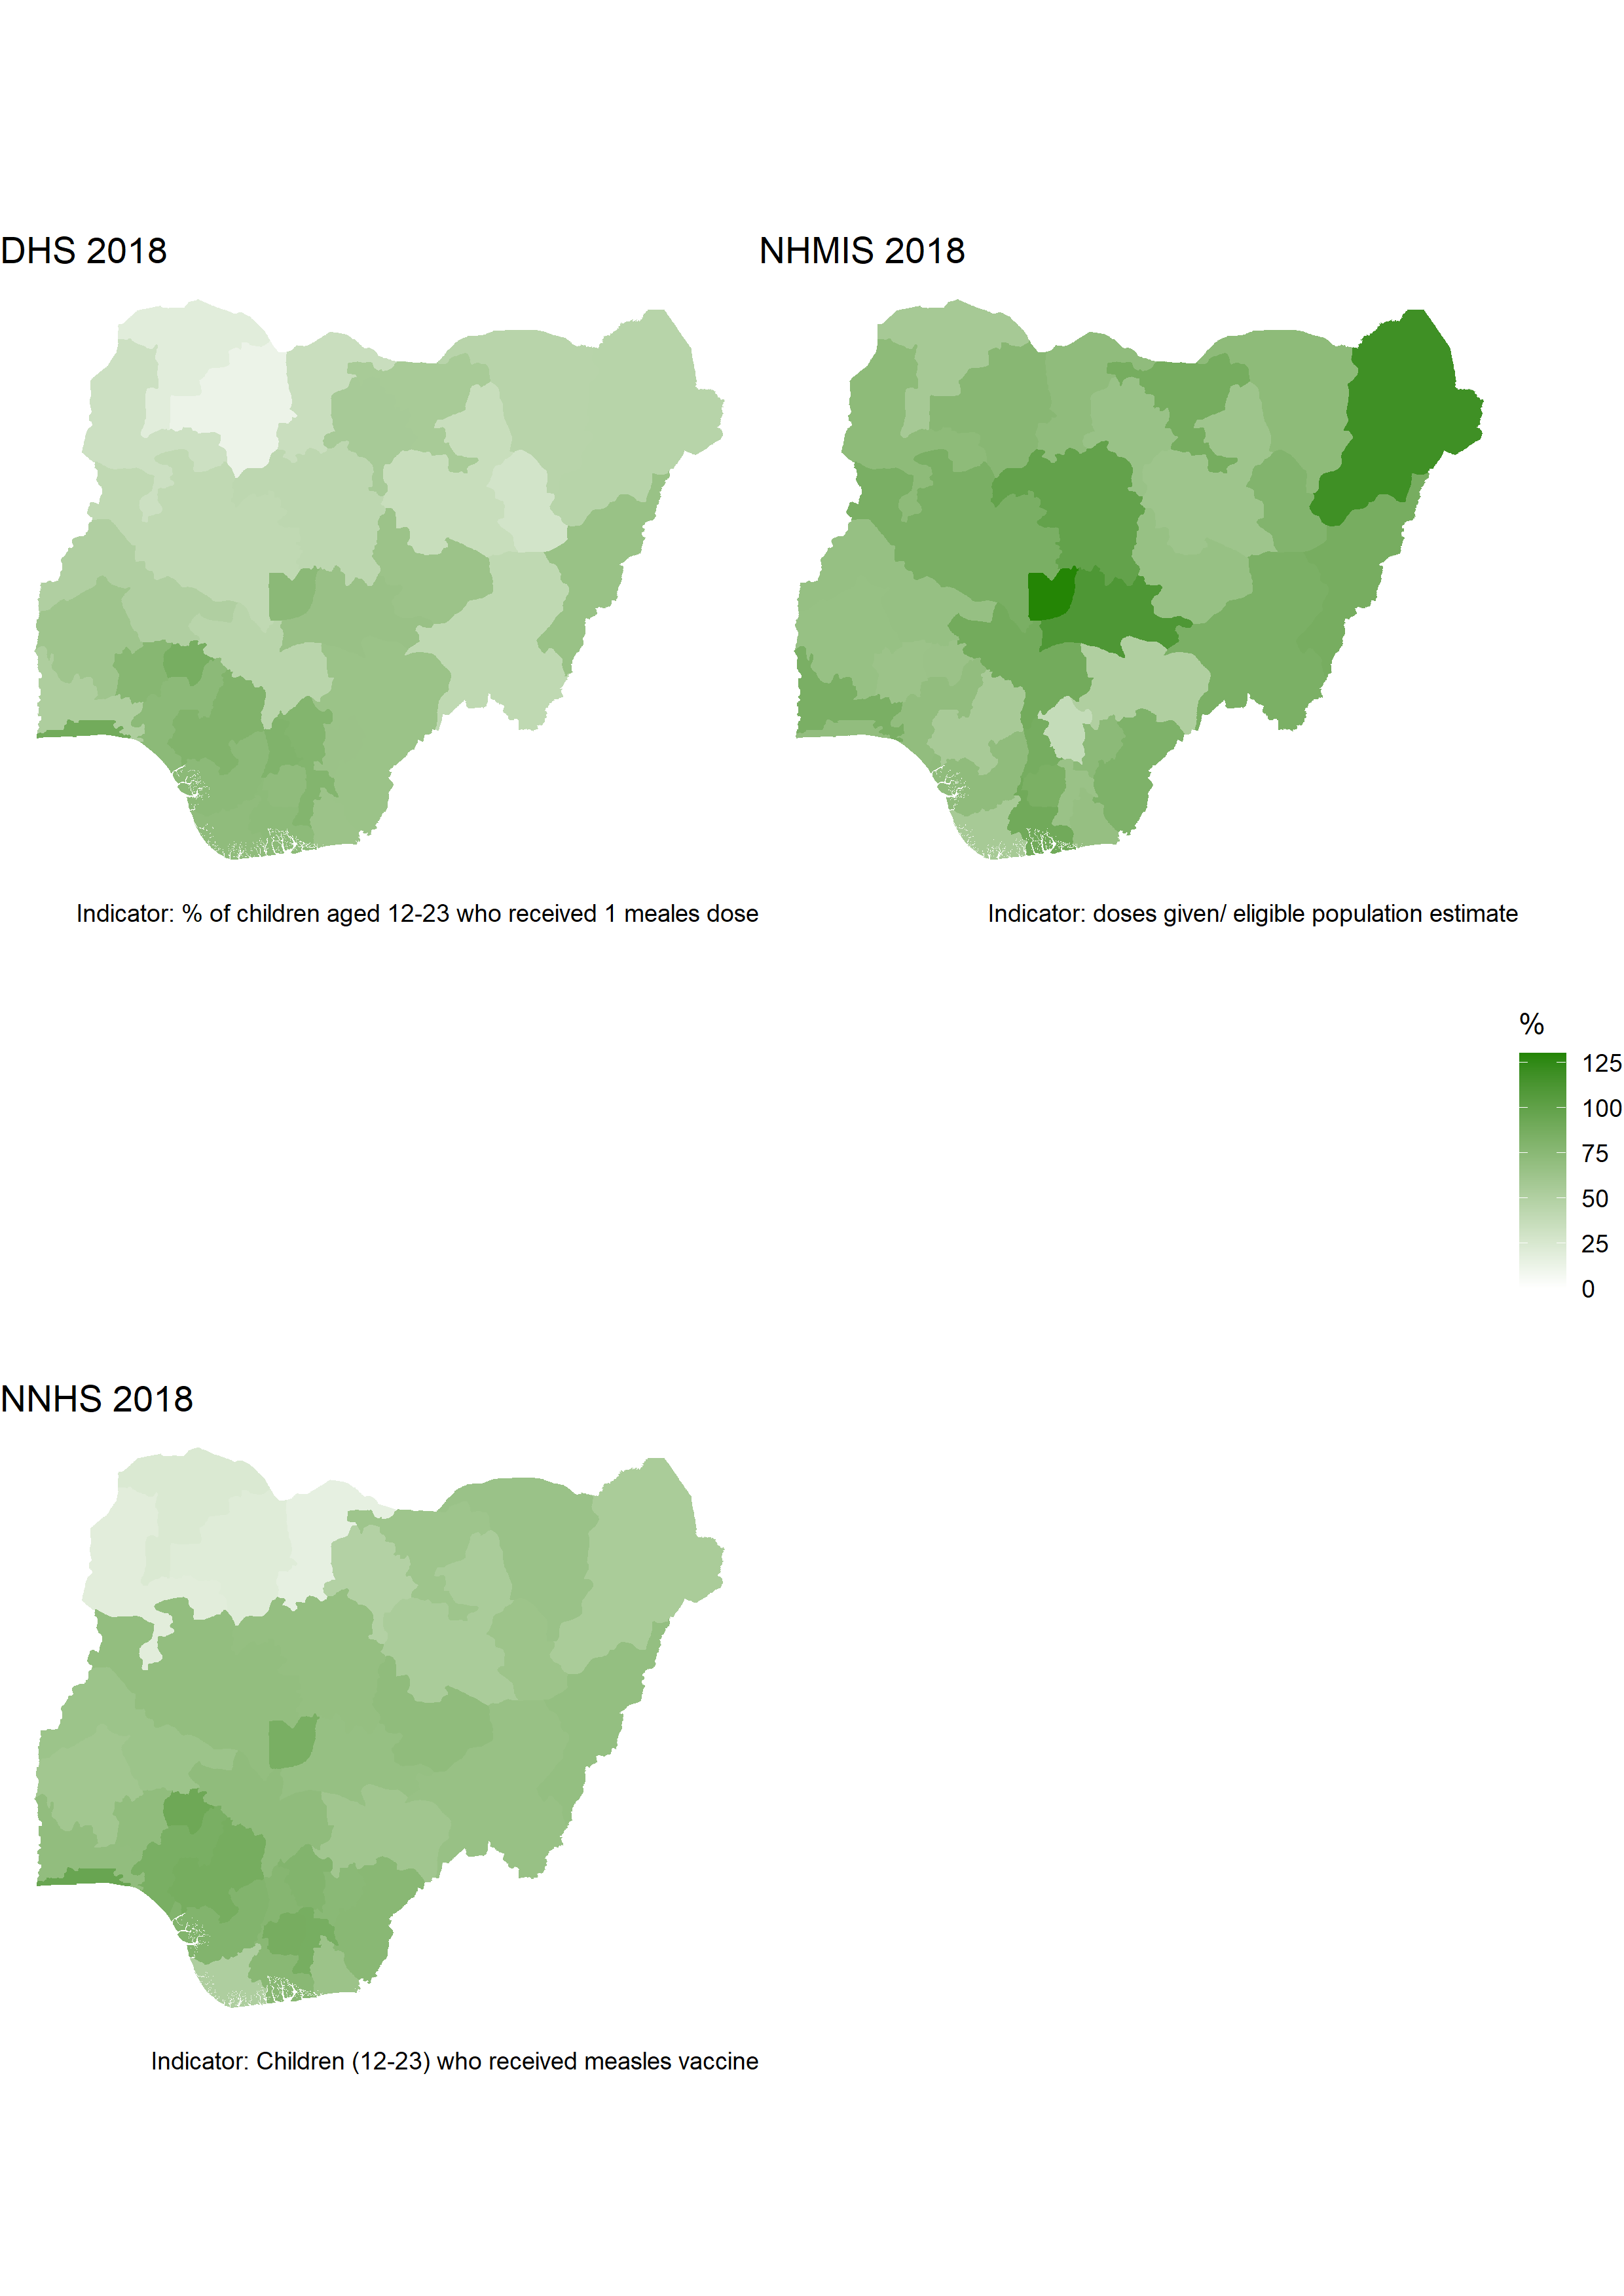 DHS 2018
NHMIS 2018
Indicator: % of children aged 12-23 who received 1 meales dose
Indicator: doses given/ eligible population estimate
%
125
100
75
50
25
0
NNHS 2018
Indicator: Children (12-23) who received measles vaccine